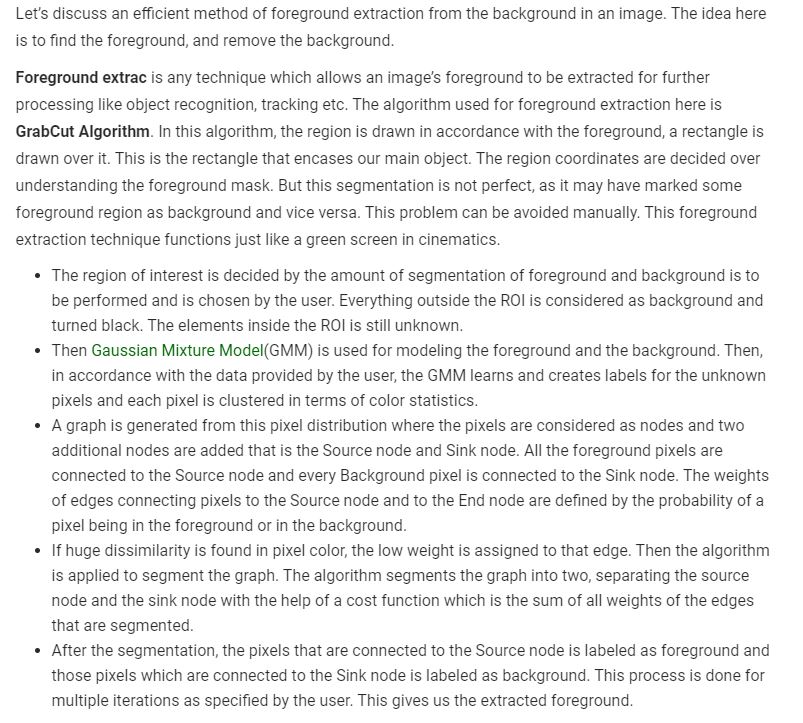 Let’s discuss an efficient method of foreground extraction from the background in an image. The idea here
is to find the foreground, and remove the background.
Foreground extrac is any technique which allows an image’s foreground to be extracted for further
processing like object recognition, tracking etc. The algorithm used for foreground extraction here is
GrabCut Algorithm. In this algorithm, the region is drawn in accordance with the foreground, a rectangle is
drawn over it. This is the rectangle that encases our main object. The region coordinates are decided over
understanding the foreground mask. But this segmentation is not perfect, as it may have marked some
foreground region as background and vice versa. This problem can be avoided manually. This foreground
extraction technique functions just like a green screen in cinematics.
• The region of interest is decided by the amount of segmentation of foreground and background is to
be performed and is chosen by the user. Everything outside the ROI is considered as background and
turned black. The elements inside the ROI is still unknown.
• Then Gaussian Mixture Model(GMM) is used for modeling the foreground and the background. Then,
in accordance with the data provided by the user, the GMM learns and creates labels for the unknown
pixels and each pixel is clustered in terms of color statistics.
• A graph is generated from this pixel distribution where the pixels are considered as nodes and two
additional nodes are added that is the Source node and Sink node. All the foreground pixels are
connected to the Source node and every Background pixel is connected to the Sink node. The weights
of edges connecting pixels to the Source node and to the End node are defined by the probability of a
pixel being in the foreground or in the background.
• If huge dissimilarity is found in pixel color, the low weight is assigned to that edge. Then the algorithm
is applied to segment the graph. The algorithm segments the graph into two, separating the source
node and the sink node with the help of a cost function which is the sum of all weights of the edges
that are segmented.
• After the segmentation, the pixels that are connected to the Source node is labeled as foreground and
those pixels which are connected to the Sink node is labeled as background. This process is done for
multiple iterations as specified by the user. This gives us the extracted foreground.